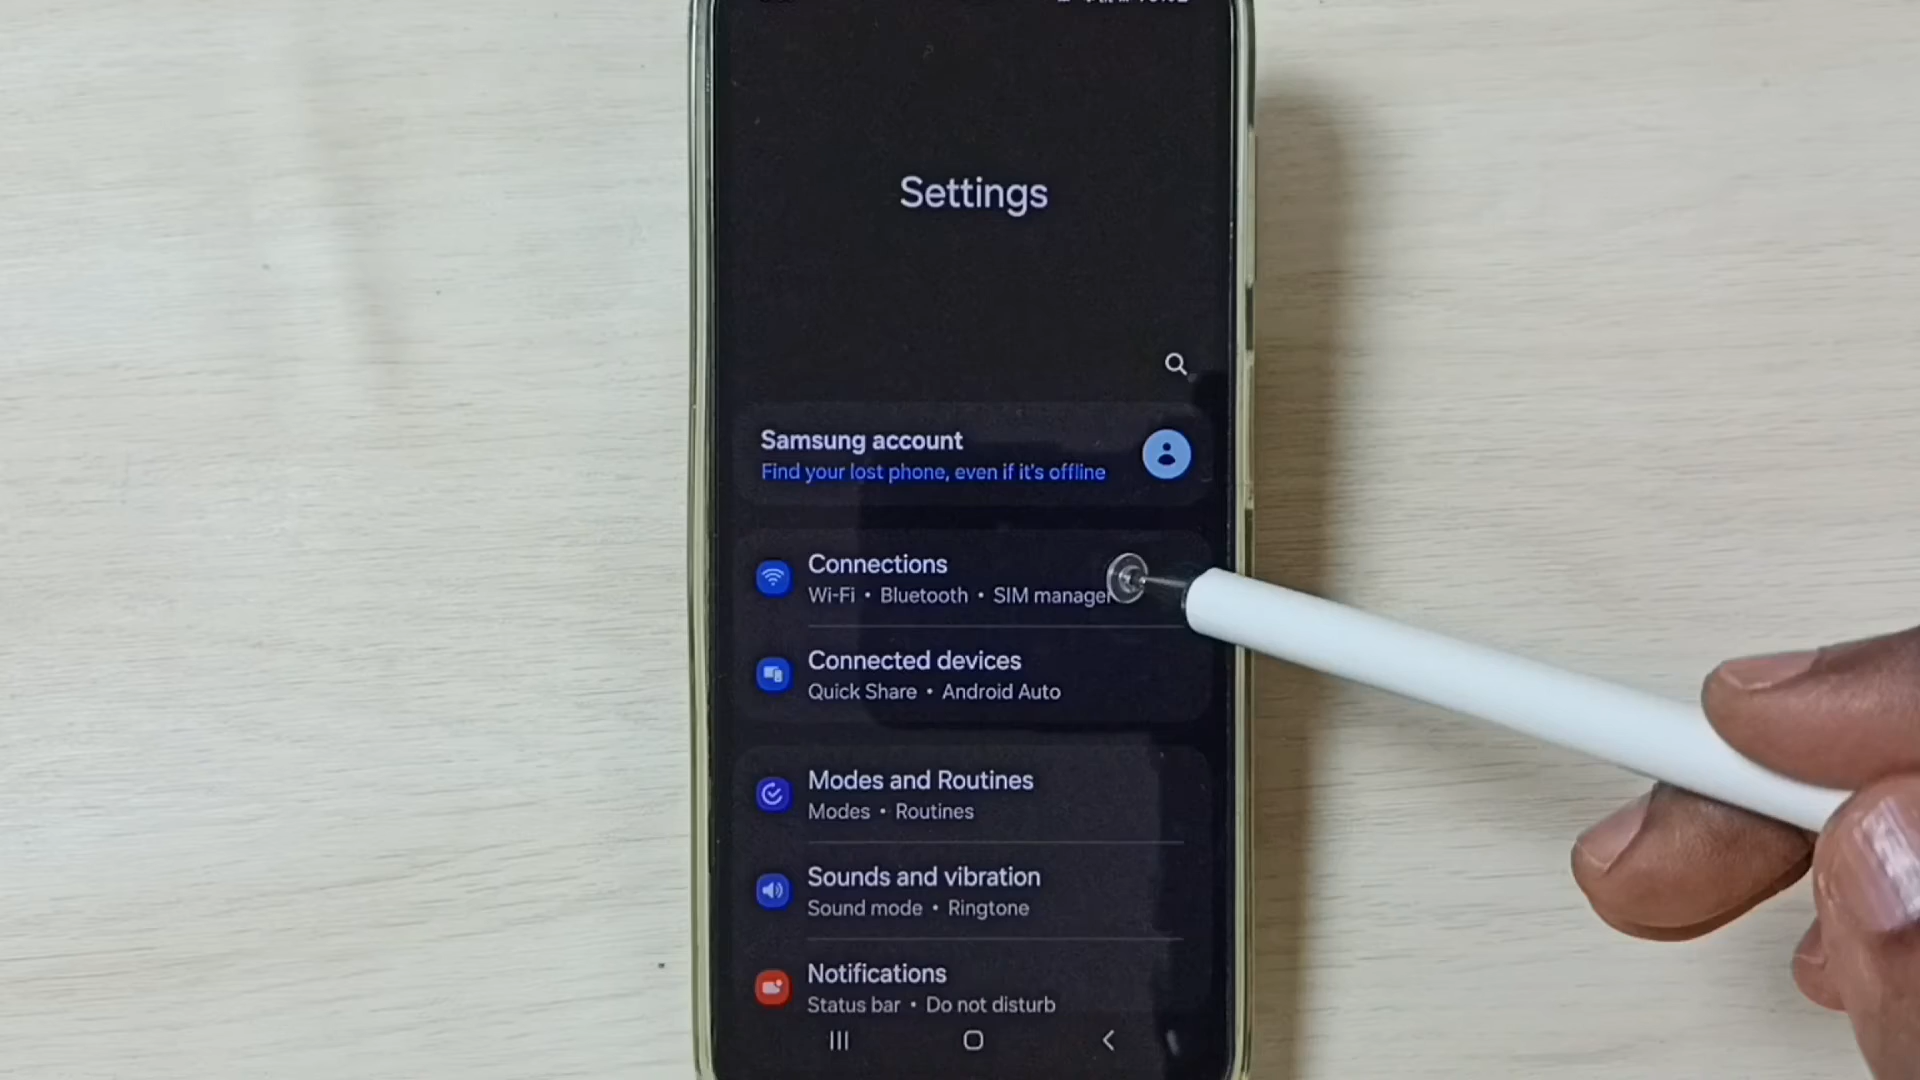 Settings
Samsung account
Find your lost phone, even if it's offline
Connections
Wi-Fi • Bluetooth • SIM manager
Connected devices
Quick Share • Android Auto
Modes and Routines
Modes • Routines
Sounds and vibration
Sound mode • Ringtone
Notifications
Status bar • Do not disturb